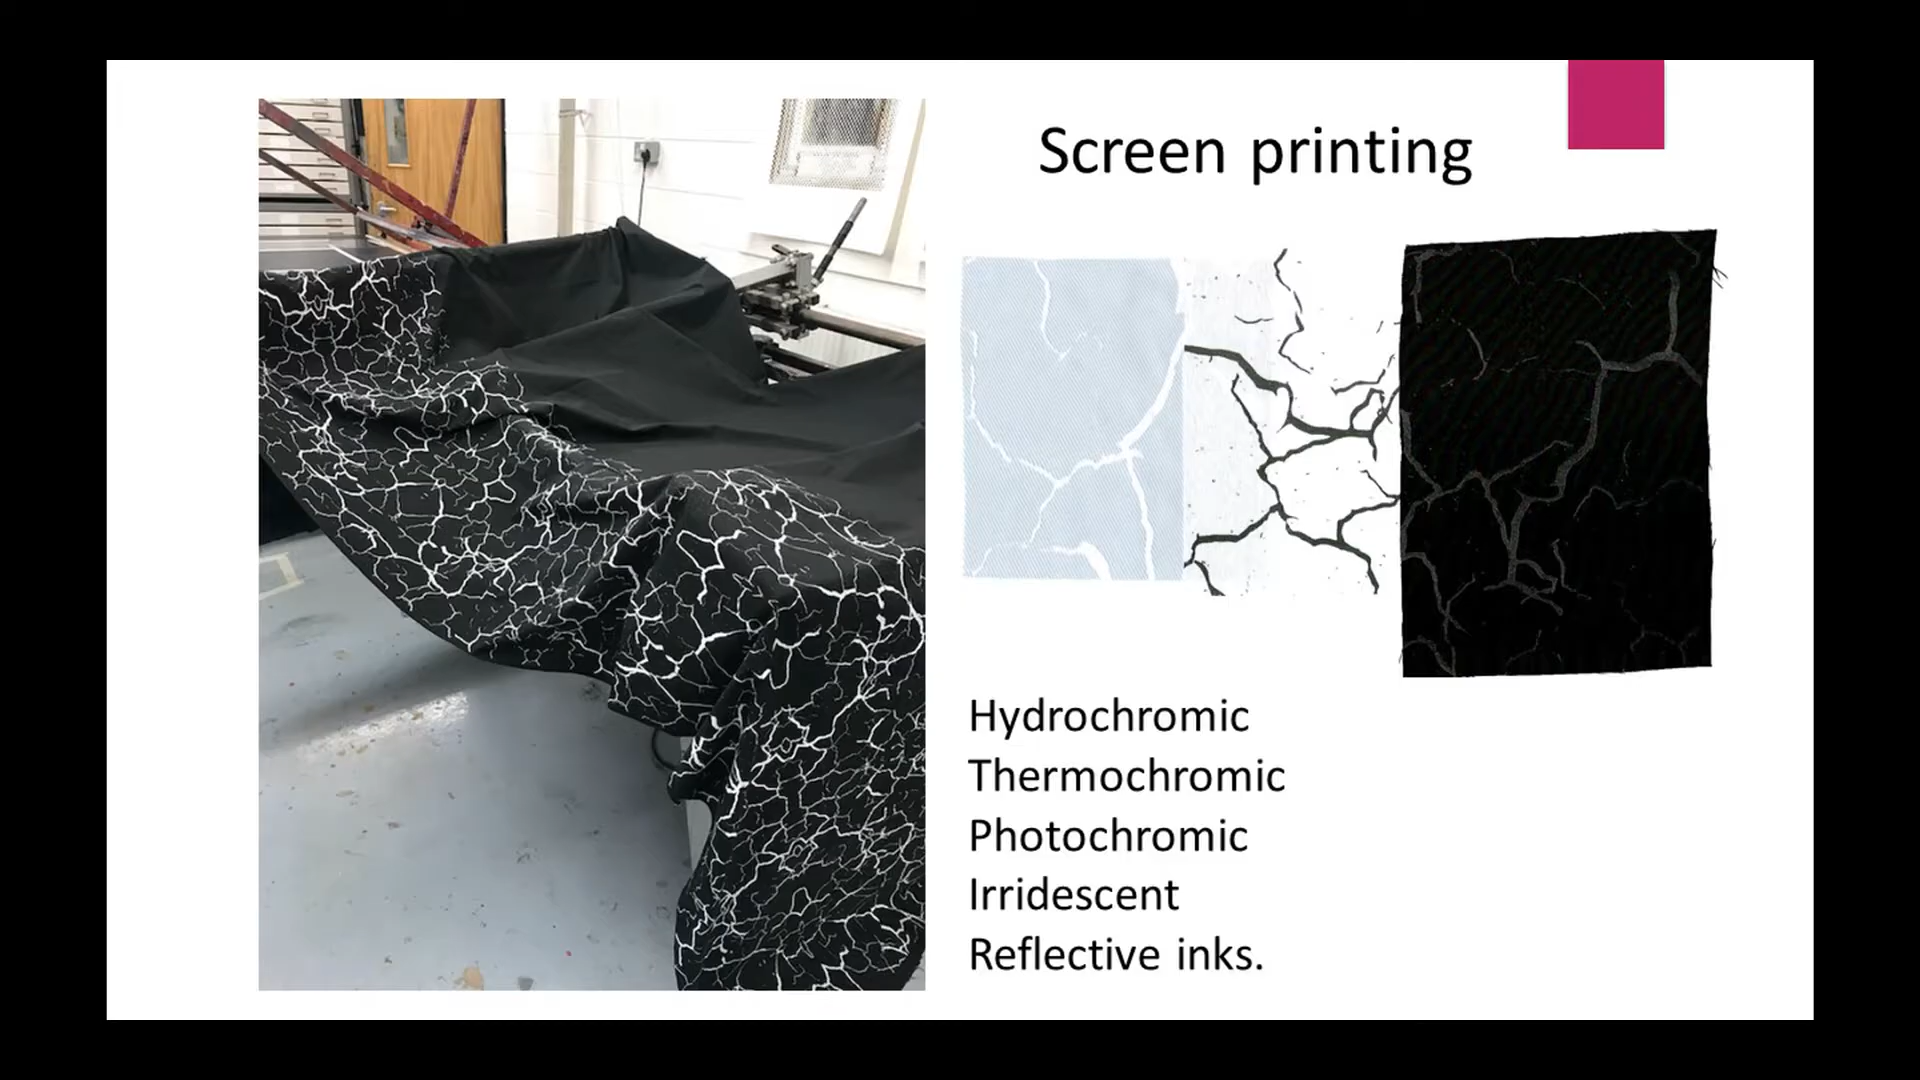 Screen printing
Hydrochromic
Thermochromic
Photochromic
Irridescent
Reflective inks.